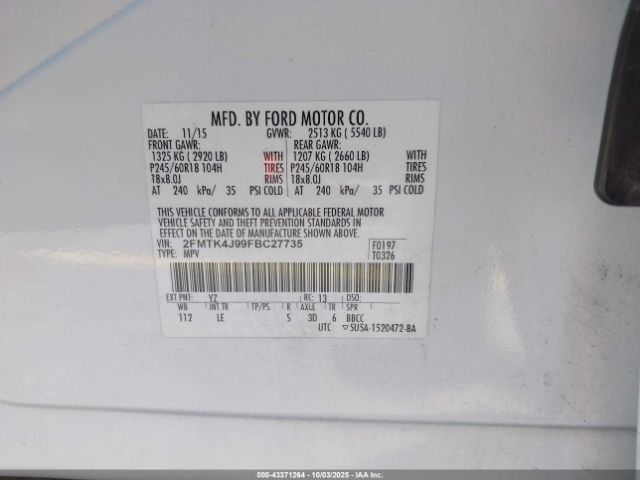 MFD. BY FORD MOTOR CO.
DATE: 11/15 GVWR: 2513 KG ( 5540 LB)
FRONT GAWR: REAR GAWR:
1325 KG ( 2920 LB) WITH 1207 KG ( 2660 LB) WITH
P245/60R18 104H TIRES P245/60R18 104H TIRES
18x8.0J RIMS 18x8.0J RIMS
AT 240 kPa/ 35 PSI COLD AT 240 kPa/ 35 PSI COLD
THIS VEHICLE CONFORMS TO ALL APPLICABLE FEDERAL MOTOR
VEHICLE SAFETY AND THEFT PREVENTION STANDARDS IN
EFFECT ON THE DATE OF MANUFACTURE SHOWN ABOVE.
VIN: 2FMTK4J99FBC27735 F0197
TYPE: MPV T0326
EXT PNT: YZ RC: 13 DSO:
WB INT TR TP/PS R AXLE TR SPR
112 LE S 3D 6 BBCC
UTC ▽5U5A-1520472-BA
000-43371264 | 10/03/2025 | IAA Inc.